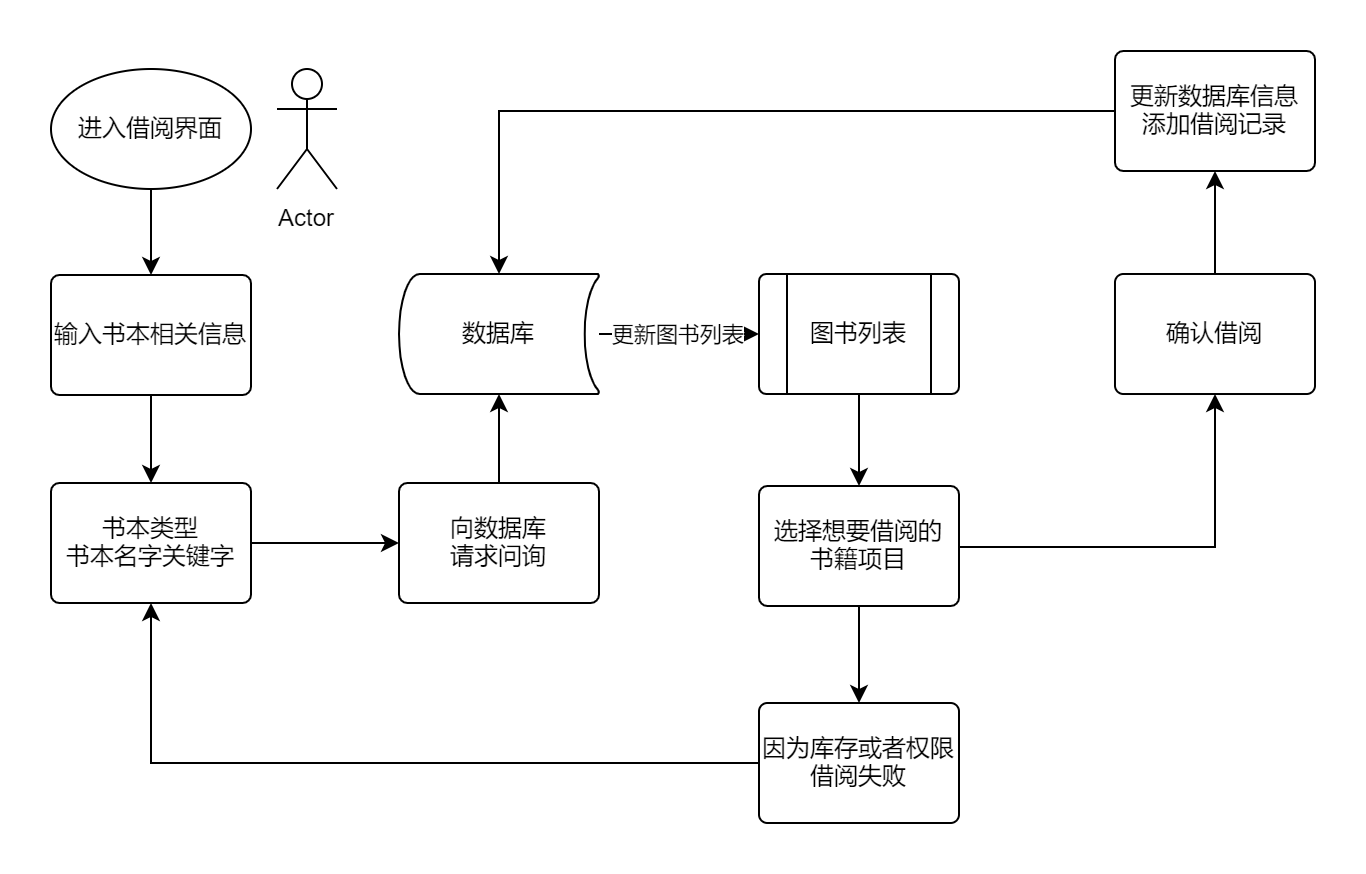 进入借阅界面
Actor
更新数据库信息
添加借阅记录
输入书本相关信息
数据库
更新图书列表
图书列表
确认借阅
书本类型
书本名字关键字
向数据库
请求问询
选择想要借阅的
书籍项目
因为库存或者权限
借阅失败